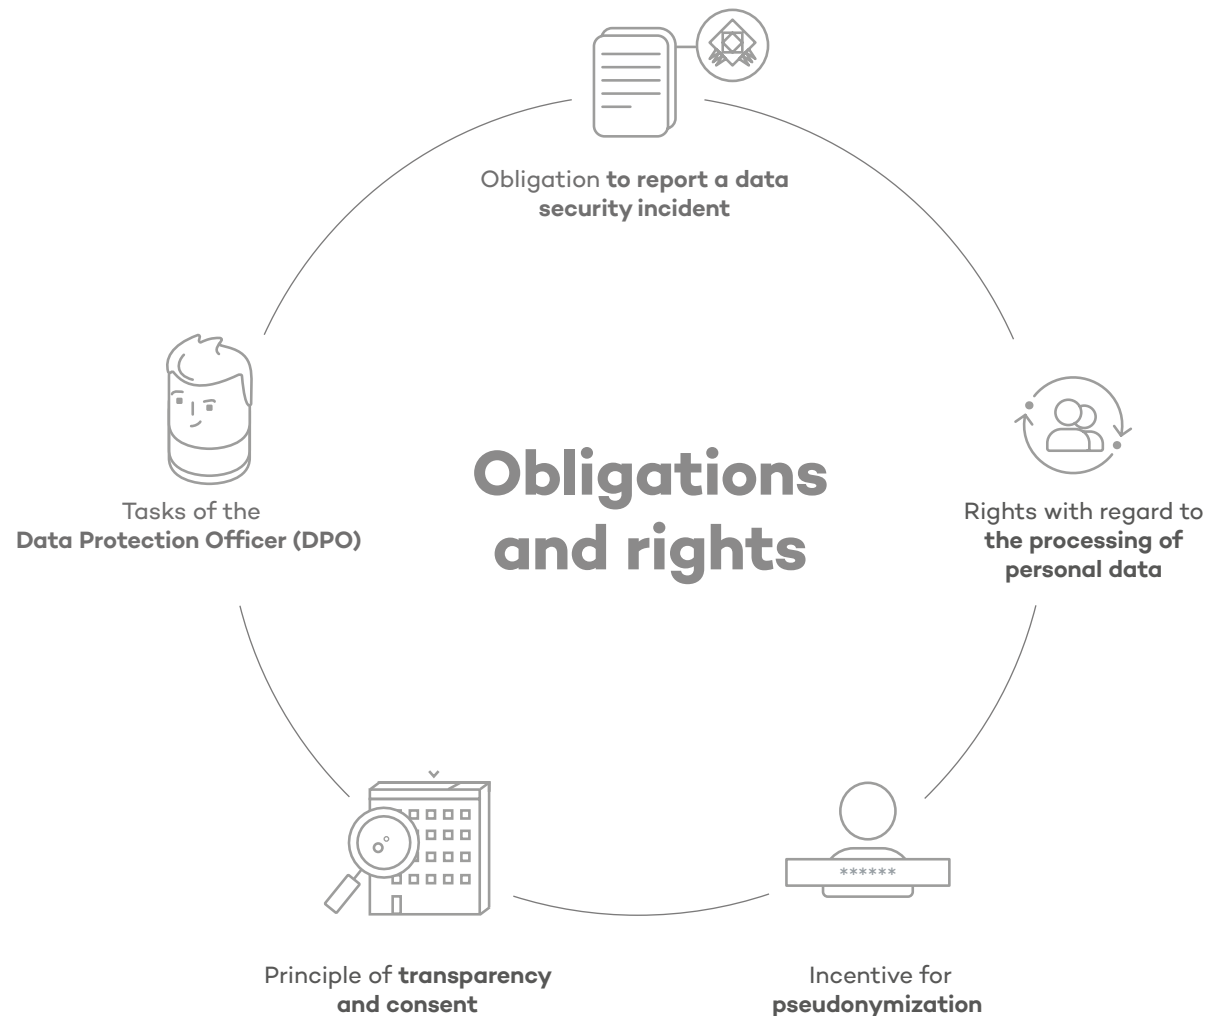 Obligation to report a data
security incident
Tasks of the
Data Protection Officer (DPO)
Obligations
and rights
Rights with regard to
the processing of
personal data
******
Principle of transparency
and consent
Incentive for
pseudonymization